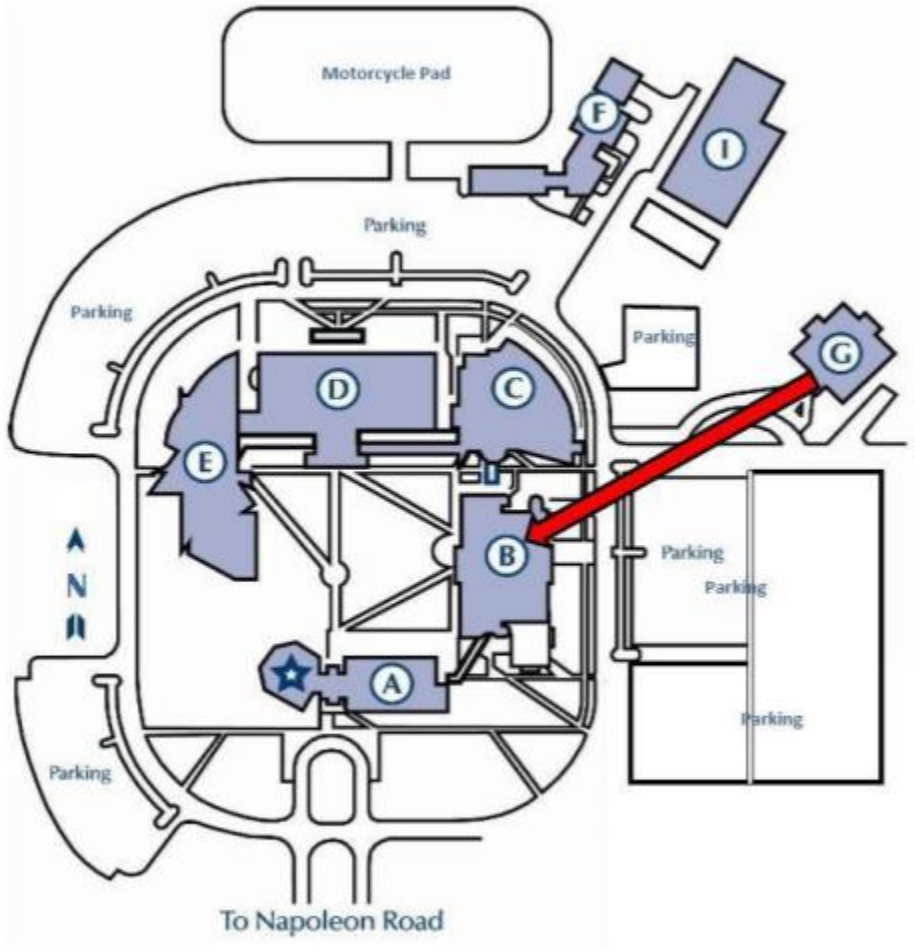 Motorcycle Pad
F
I
Parking
Parking
Parking
G
D
C
E
B
Parking
Parking
N
A
Parking
Parking
To Napoleon Road